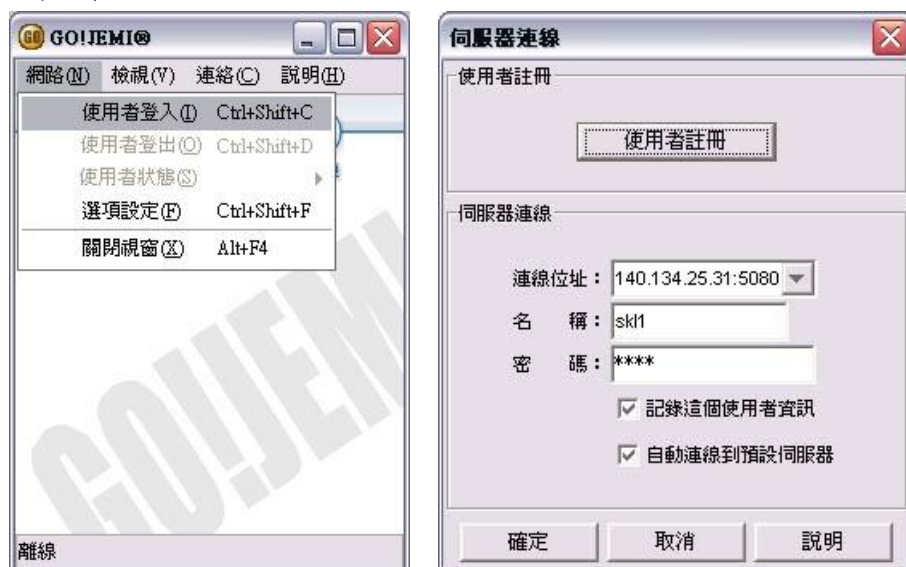 GO!JEMI®
網路(N) 檢視(V) 連絡(C) 說明(H)
使用者登入(I) Ctrl+Shift+C
使用者登出(O) Ctrl+Shift+D
使用者狀態(S)
選項設定(F) Ctrl+Shift+F
關閉視窗(X) Alt+F4
GO!JEMI
離線
伺服器連線
使用者註冊
使用者註冊
伺服器連線
連線位址：140.134.25.31:5080
名 稱：skl1
密 碼：****
記錄這個使用者資訊
自動連線到預設伺服器
確定 取消 說明